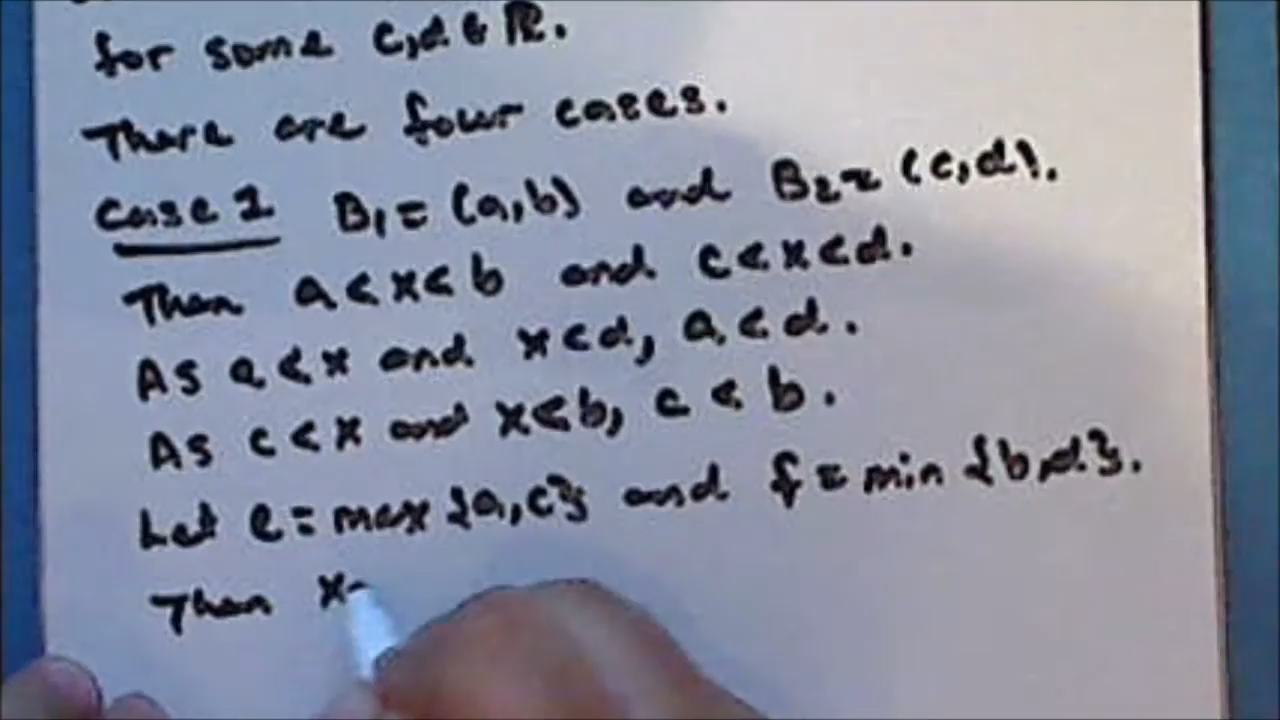 for some c,d ∈ ℝ.
There are four cases.
Case 1 B₁ = (a,b) and B₂ = (c,d).
Then a < x < b and c < x < d.
As a < x and x < d, a < d.
As c < x and x < b, c < b.
Let e = max {a,c} and f = min {b,d}.
Then x